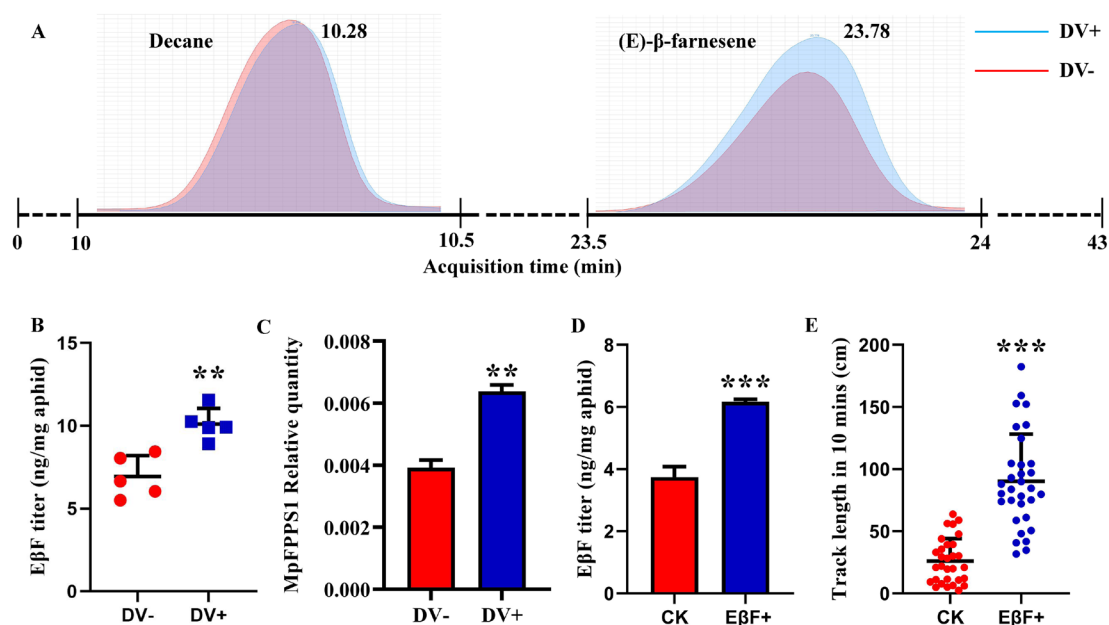 A
Decane
10.28
(E)-β-farnesene
23.78
DV+
DV-
0
10
10.5
23.5
24
43
Acquisition time (min)
B
EβF titer (ng/mg aphid)
15
10
5
0
**
DV-
DV+
C
MpFPPS1 Relative quantity
0.008
0.006
0.004
0.002
0.000
**
DV-
DV+
D
EβF titer (ng/mg aphid)
8
6
4
2
0
***
CK
EβF+
E
Track length in 10 mins (cm)
200
150
100
50
0
***
CK
EβF+